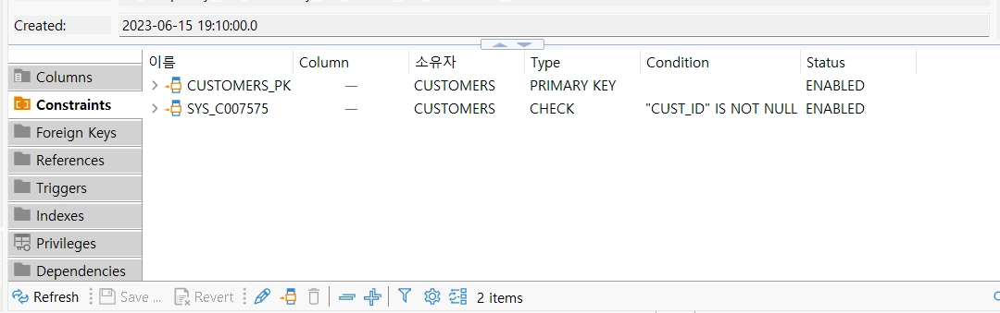 Created: 2023-06-15 19:10:00.0
이름 Column 소유자 Type Condition Status
CUSTOMERS_PK — CUSTOMERS PRIMARY KEY ENABLED
SYS_C007575 — CUSTOMERS CHECK "CUST_ID" IS NOT NULL ENABLED
Columns
Constraints
Foreign Keys
References
Triggers
Indexes
Privileges
Dependencies
Refresh Save ... Revert 2 items